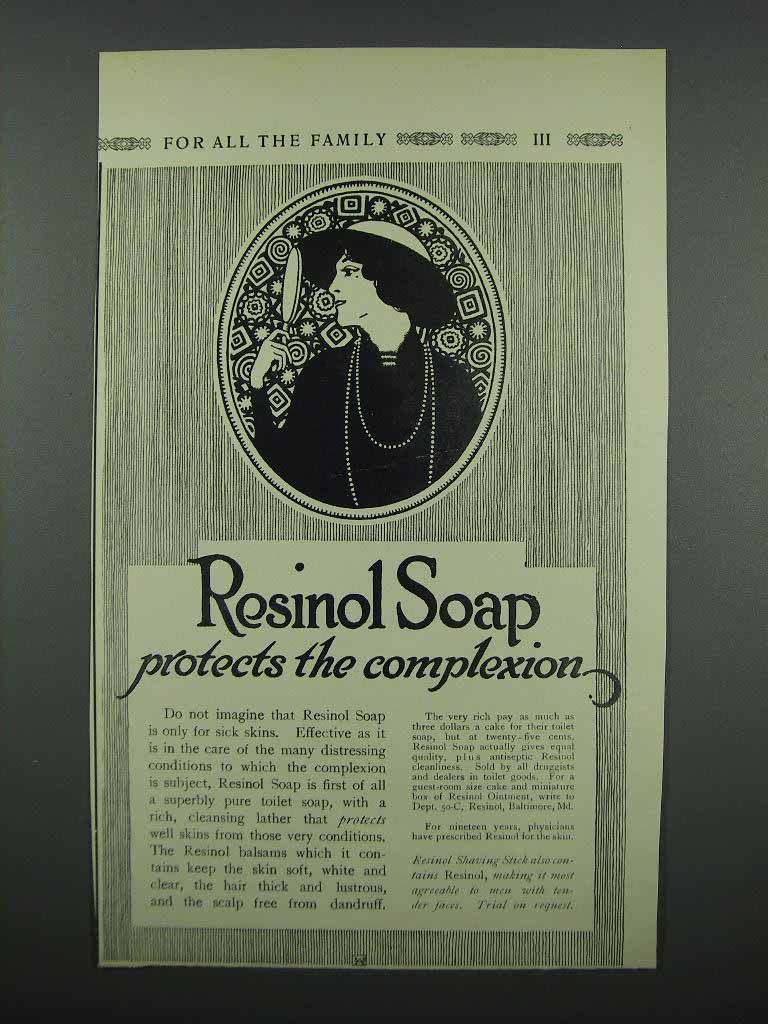 FOR ALL THE FAMILY III
Resinol Soap
protects the complexion
Do not imagine that Resinol Soap
is only for sick skins. Effective as it
is in the care of the many distressing
conditions to which the complexion
is subject, Resinol Soap is first of all
a superbly pure toilet soap, with a
rich, cleansing lather that protects
well skins from those very conditions.
The Resinol balsams which it con-
tains keep the skin soft, white and
clear, the hair thick and lustrous,
and the scalp free from dandruff.
The very rich pay as much as
three dollars a cake for their toilet
soap, but at twenty-five cents,
Resinol Soap actually gives equal
quality, plus antiseptic Resinol
cleanliness. Sold by all druggists
and dealers in toilet goods. For a
guest-room size cake and miniature
box of Resinol Ointment, write to
Dept. 50-C, Resinol, Baltimore, Md.
For nineteen years, physicians
have prescribed Resinol for the skin.
Resinol Shaving Stick also con-
tains Resinol, making it most
agreeable to men with ten-
der faces. Trial on request.